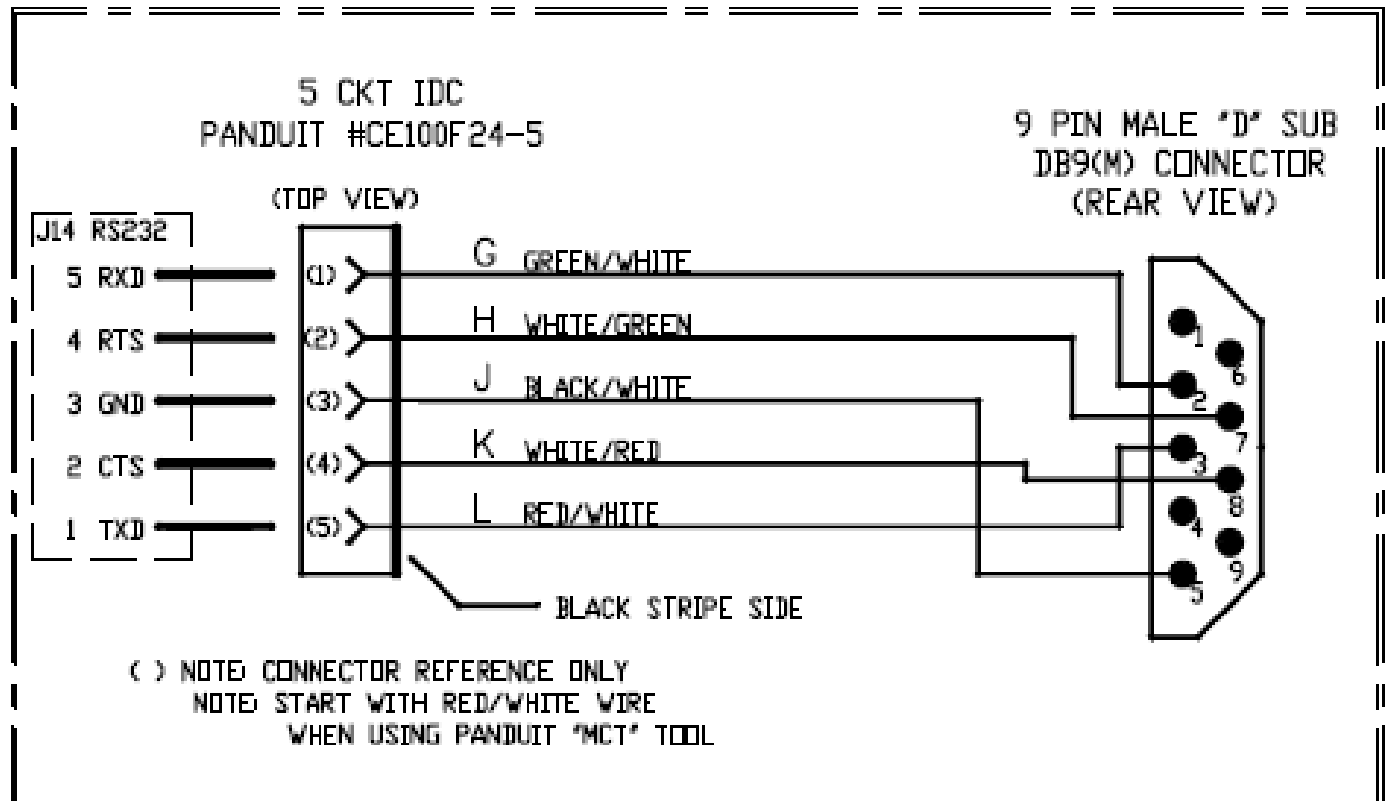 5 CKT IDC
PANDUIT #CE100F24-5
(TOP VIEW)
9 PIN MALE "D" SUB
DB9(M) CONNECTOR
(REAR VIEW)
J14 RS232
5 RXD
4 RTS
3 GND
2 CTS
1 TXD
(1)
(2)
(3)
(4)
(5)
G GREEN/WHITE
H WHITE/GREEN
J BLACK/WHITE
K WHITE/RED
L RED/WHITE
1
6
2
7
3
8
4
9
5
BLACK STRIPE SIDE
( ) NOTE) CONNECTOR REFERENCE ONLY
NOTE) START WITH RED/WHITE WIRE
WHEN USING PANDUIT "MCT" TOOL